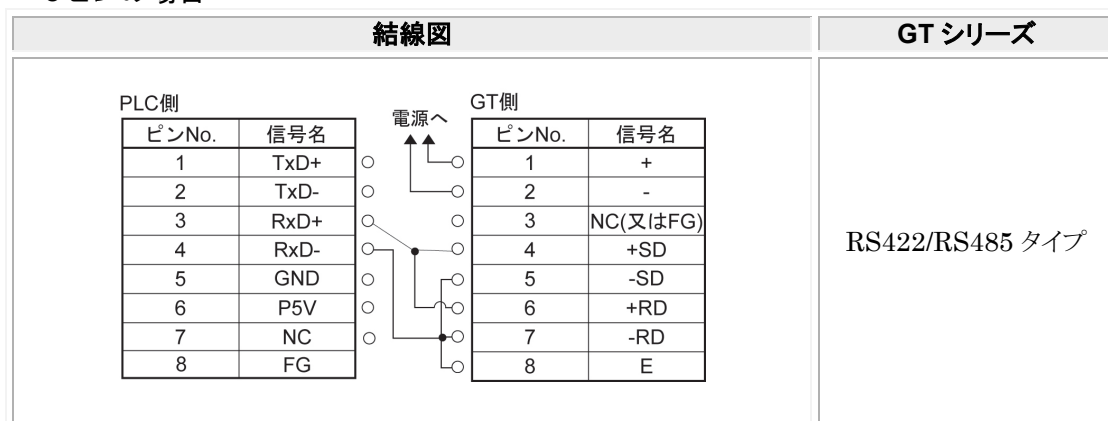 結線図
GT シリーズ
PLC側
電源へ
GT側
ピンNo. 信号名
ピンNo. 信号名
1 TxD+
1 +
2 TxD-
2 -
3 RxD+
3 NC(又はFG)
4 RxD-
4 +SD
5 GND
5 -SD
6 P5V
6 +RD
7 NC
7 -RD
8 FG
8 E
RS422/RS485 タイプ